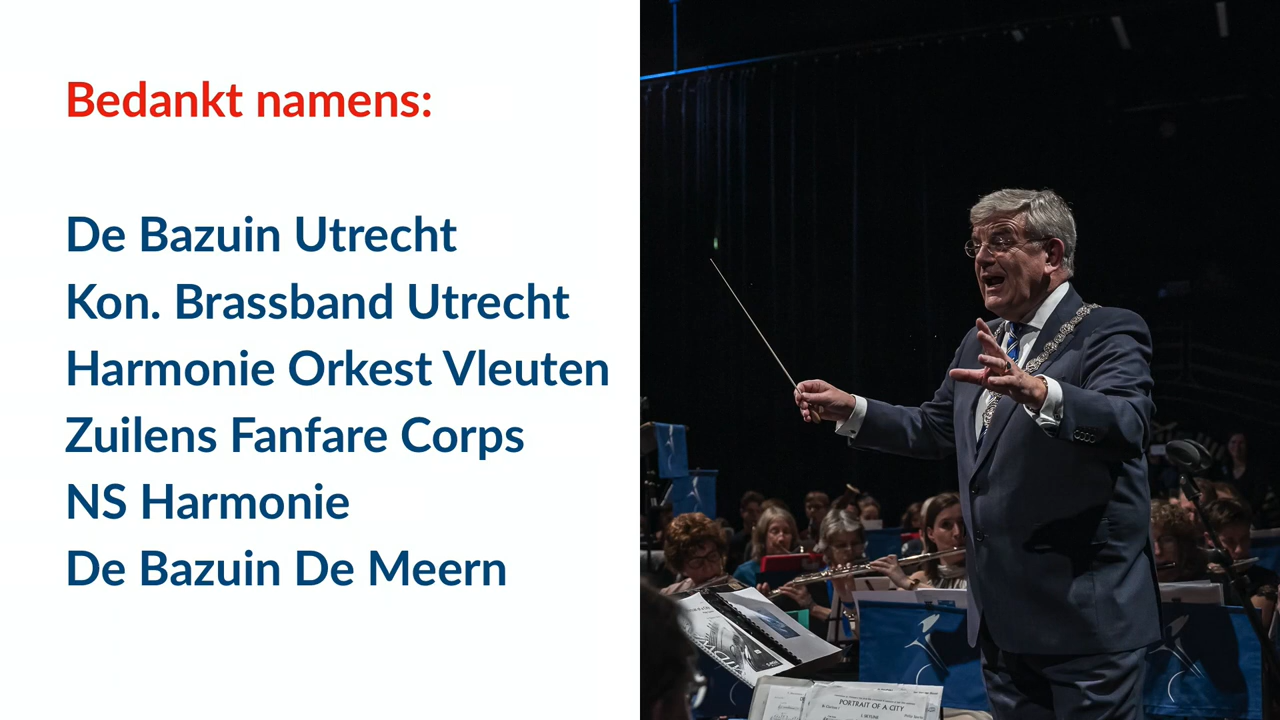 Bedankt namens:
De Bazuin Utrecht
Kon. Brassband Utrecht
Harmonie Orkest Vleuten
Zuilens Fanfare Corps
NS Harmonie
De Bazuin De Meern
PORTRAIT OF A CITY